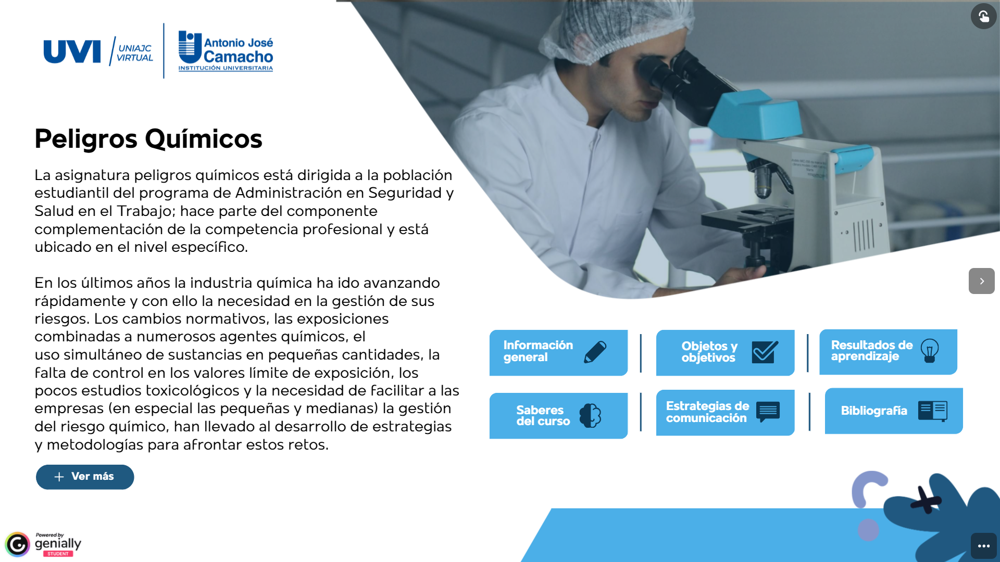 UVI
UNIAJC
VIRTUAL
Antonio José
Camacho
INSTITUCIÓN UNIVERSITARIA
Peligros Químicos
La asignatura peligros químicos está dirigida a la población
estudiantil del programa de Administración en Seguridad y
Salud en el Trabajo; hace parte del componente
complementación de la competencia profesional y está
ubicado en el nivel específico.
En los últimos años la industria química ha ido avanzando
rápidamente y con ello la necesidad en la gestión de sus
riesgos. Los cambios normativos, las exposiciones
combinadas a numerosos agentes químicos, el
uso simultáneo de sustancias en pequeñas cantidades, la
falta de control en los valores límite de exposición, los
pocos estudios toxicológicos y la necesidad de facilitar a las
empresas (en especial las pequeñas y medianas) la gestión
del riesgo químico, han llevado al desarrollo de estrategias
y metodologías para afrontar estos retos.
Ver más
Información
general
Objetos y
objetivos
Resultados de
aprendizaje
Saberes
del curso
Estrategias de
comunicación
Bibliografía
Powered by
genially
STUDENT